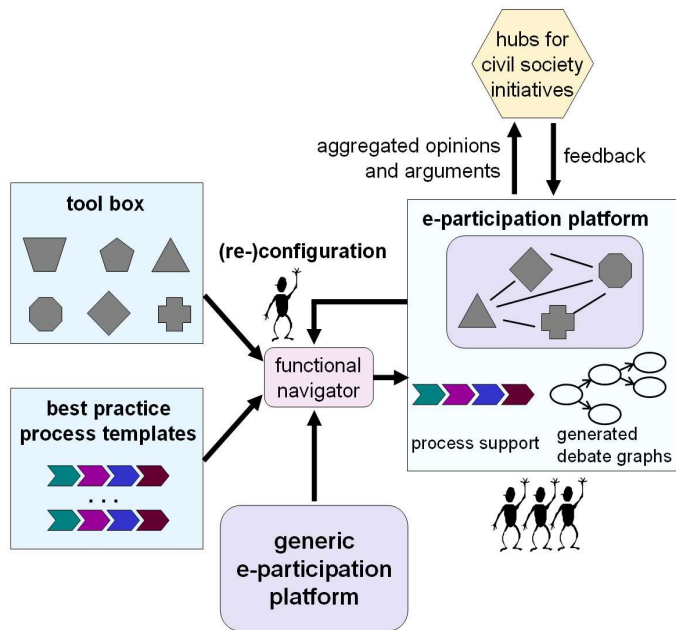 hubs for
civil society
initiatives
aggregated opinions
and arguments
feedback
tool box
e-participation platform
(re-)configuration
functional
navigator
best practice
process templates
. . .
process support
generated
debate graphs
generic
e-participation
platform